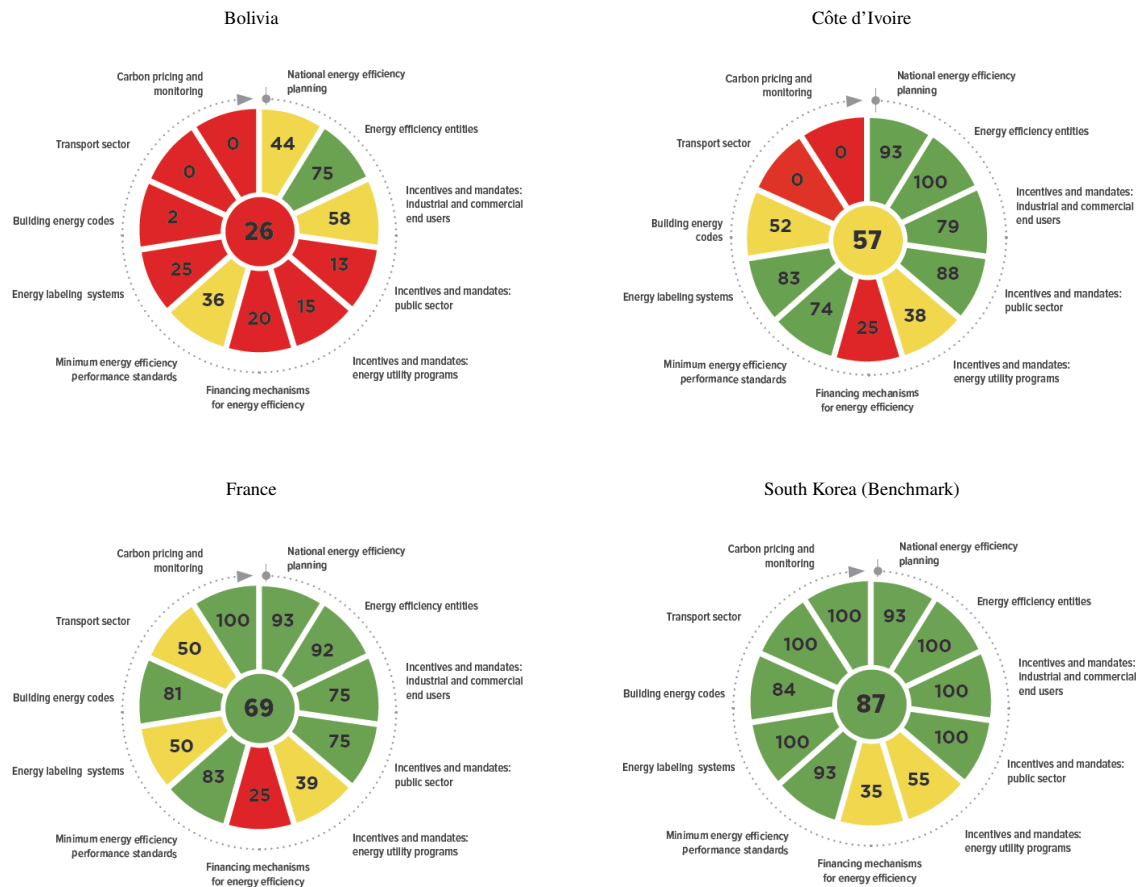 Bolivia
Carbon pricing and
monitoring
National energy efficiency
planning
Energy efficiency entities
Incentives and mandates:
industrial and commercial
end users
Incentives and mandates:
public sector
Incentives and mandates:
energy utility programs
Financing mechanisms
for energy efficiency
Minimum energy efficiency
performance standards
Energy labeling systems
Building energy codes
Transport sector
0
44
75
58
13
15
20
36
25
2
0
26
Côte d’Ivoire
Carbon pricing and
monitoring
National energy efficiency
planning
Energy efficiency entities
Incentives and mandates:
industrial and commercial
end users
Incentives and mandates:
public sector
Incentives and mandates:
energy utility programs
Financing mechanisms
for energy efficiency
Minimum energy efficiency
performance standards
Energy labeling systems
Building energy
codes
Transport sector
0
93
100
79
88
38
25
74
83
52
0
57
France
Carbon pricing and
monitoring
National energy efficiency
planning
Energy efficiency entities
Incentives and mandates:
industrial and commercial
end users
Incentives and mandates:
public sector
Incentives and mandates:
energy utility programs
Financing mechanisms
for energy efficiency
Minimum energy efficiency
performance standards
Energy labeling systems
Building energy codes
Transport sector
100
93
92
75
75
39
25
83
50
81
50
69
South Korea (Benchmark)
Carbon pricing and
monitoring
National energy efficiency
planning
Energy efficiency entities
Incentives and mandates:
industrial and commercial
end users
Incentives and mandates:
public sector
Incentives and mandates:
energy utility programs
Financing mechanisms
for energy efficiency
Minimum energy efficiency
performance standards
Energy labeling systems
Building energy codes
Transport sector
100
93
100
100
100
55
35
93
100
84
100
87